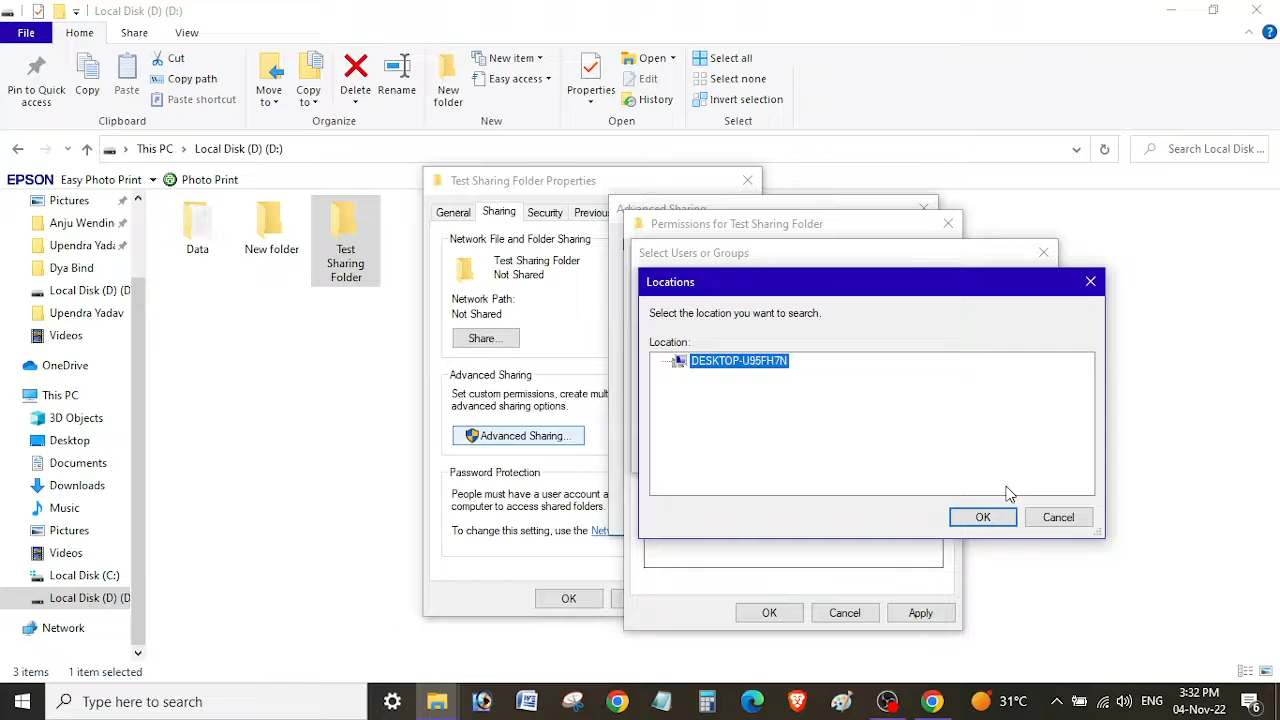 Local Disk (D) (D:)
File Home Share View
Pin to Quick access
Copy
Paste
Cut
Copy path
Paste shortcut
Clipboard
Move to
Copy to
Delete
Rename
Organize
New folder
New item
Easy access
New
Properties
Open
Edit
History
Open
Select all
Select none
Invert selection
Select
This PC Local Disk (D) (D:)
Search Local Disk ...
EPSON Easy Photo Print Photo Print
Pictures
Anju Wendin
Upendra Yada
Dya Bind
Local Disk (D) (D
Upendra Yadav
Videos
OneDrive
This PC
3D Objects
Desktop
Documents
Downloads
Music
Pictures
Videos
Local Disk (C:)
Local Disk (D) (D
Network
Data
New folder
Test
Sharing
Folder
Test Sharing Folder Properties
General Sharing Security Previous
Network File and Folder Sharing
Test Sharing Folder
Not Shared
Network Path:
Not Shared
Share...
Advanced Sharing
Set custom permissions, create mult
advanced sharing options.
Advanced Sharing...
Password Protection
People must have a user account a
computer to access shared folders.
To change this setting, use the Netw
OK
Advanced Sharing
Permissions for Test Sharing Folder
Select Users or Groups
Locations
Select the location you want to search.
Location:
DESKTOP-U95FH7N
OK Cancel
OK Cancel Apply
3 items 1 item selected
Type here to search
31°C
ENG
3:32 PM
04-Nov-22
6